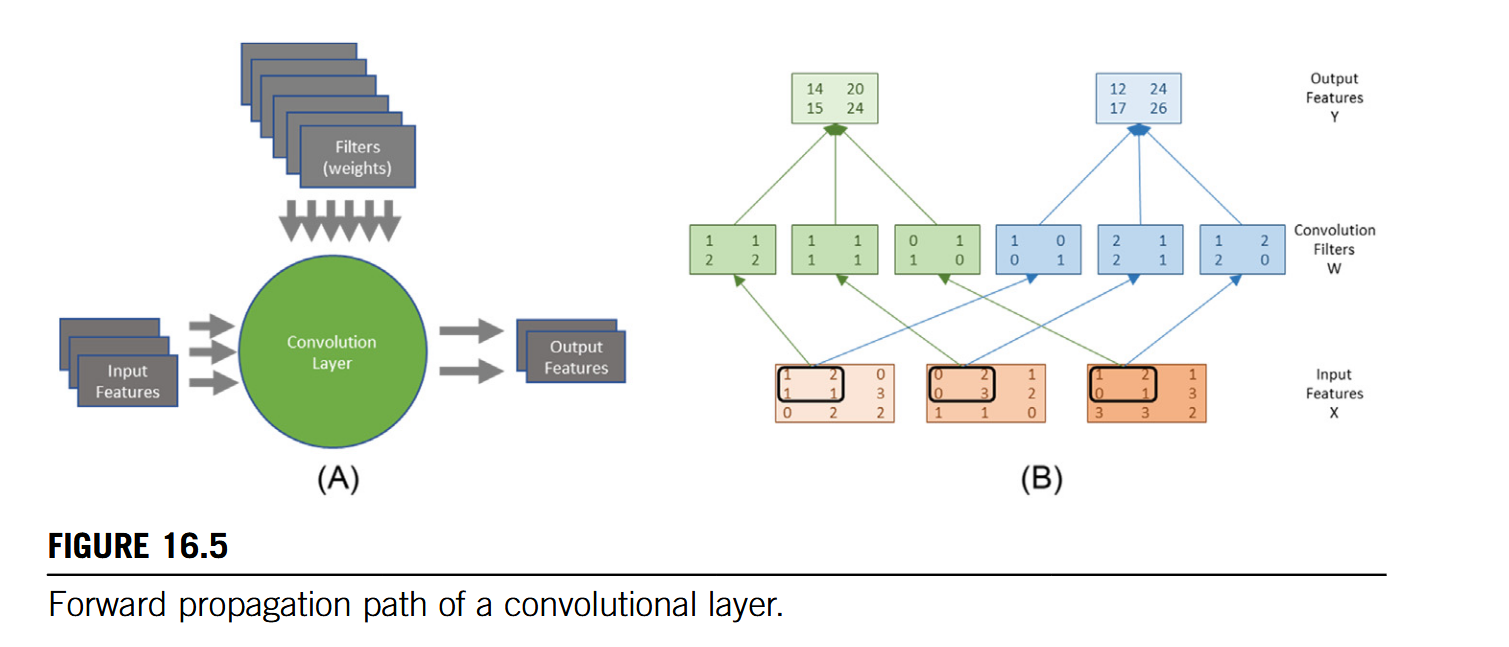 Filters
(weights)
Input
Features
Convolution
Layer
Output
Features
(A)
14 20
15 24
12 24
17 26
Output
Features
Y
1 1
2 2
1 1
1 1
0 1
1 0
1 0
0 1
2 1
2 1
1 2
2 0
Convolution
Filters
W
1 2 0
1 1 3
0 2 2
0 2 1
0 3 2
1 1 0
1 2 1
0 1 3
3 3 2
Input
Features
X
(B)
FIGURE 16.5
Forward propagation path of a convolutional layer.